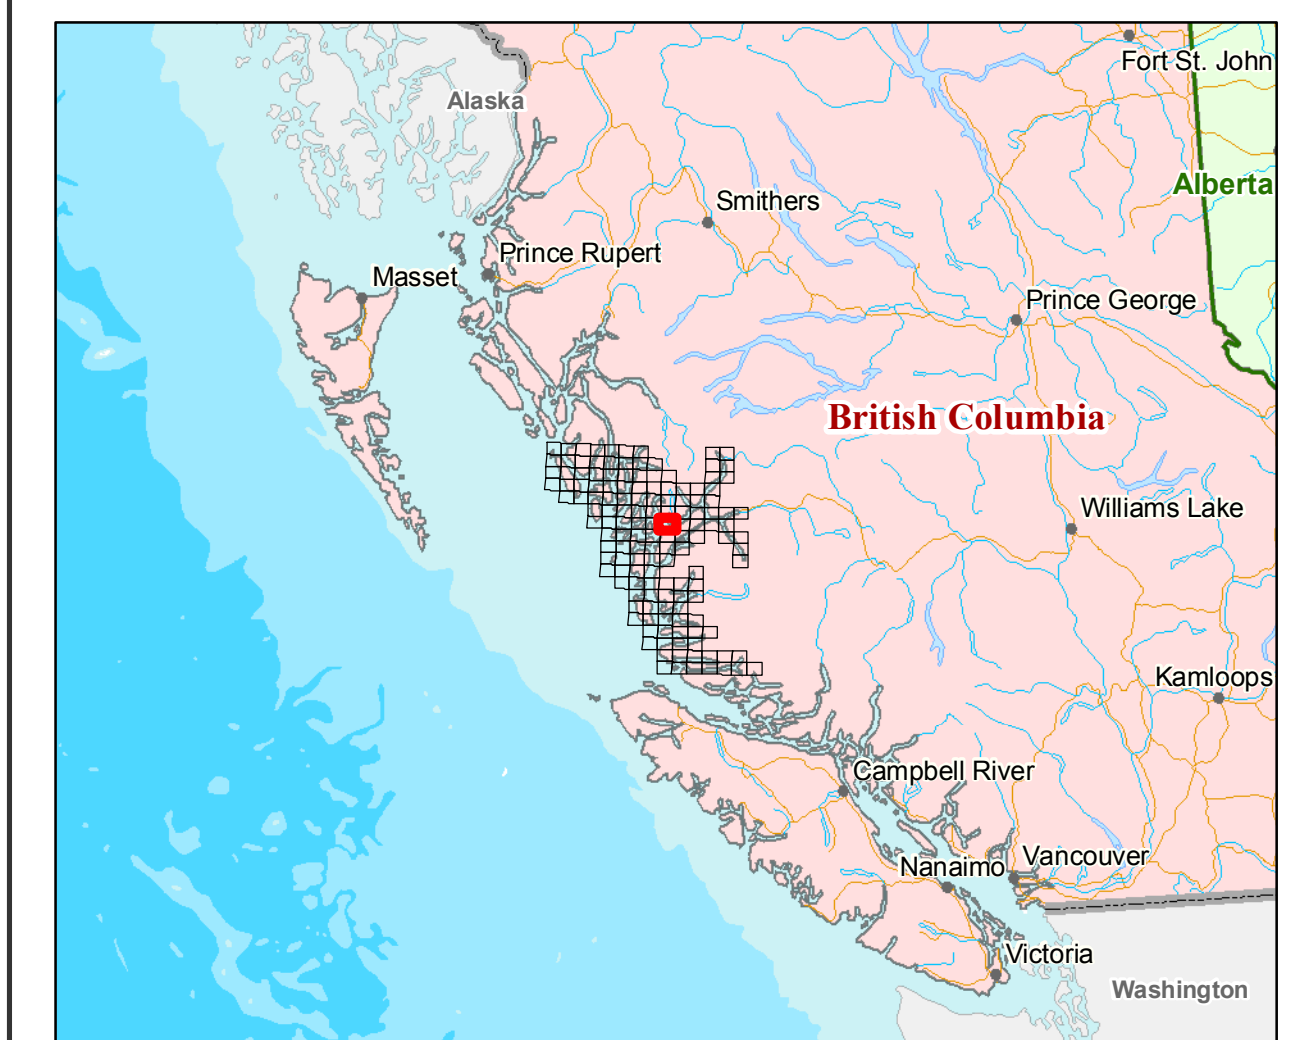 Fort St. John
Alaska
Alberta
Smithers
Prince Rupert
Masset
Prince George
British Columbia
Williams Lake
Kamloops
Campbell River
Vancouver
Nanaimo
Victoria
Washington